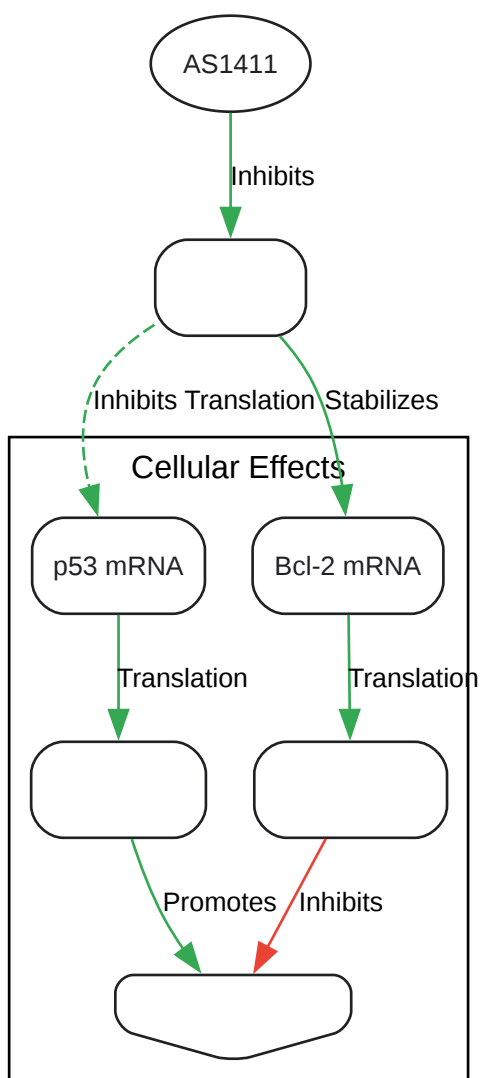 AS1411
Inhibits
Inhibits Translation
Stabilizes
Cellular Effects
p53 mRNA
Bcl-2 mRNA
Translation
Translation
Promotes
Inhibits